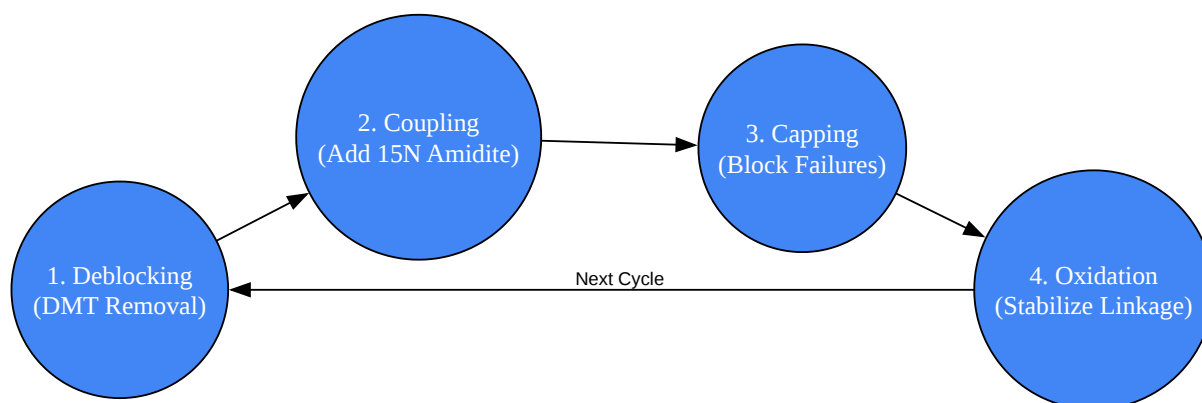 1. Deblocking
(DMT Removal)
2. Coupling
(Add 15N Amidite)
3. Capping
(Block Failures)
4. Oxidation
(Stabilize Linkage)
Next Cycle